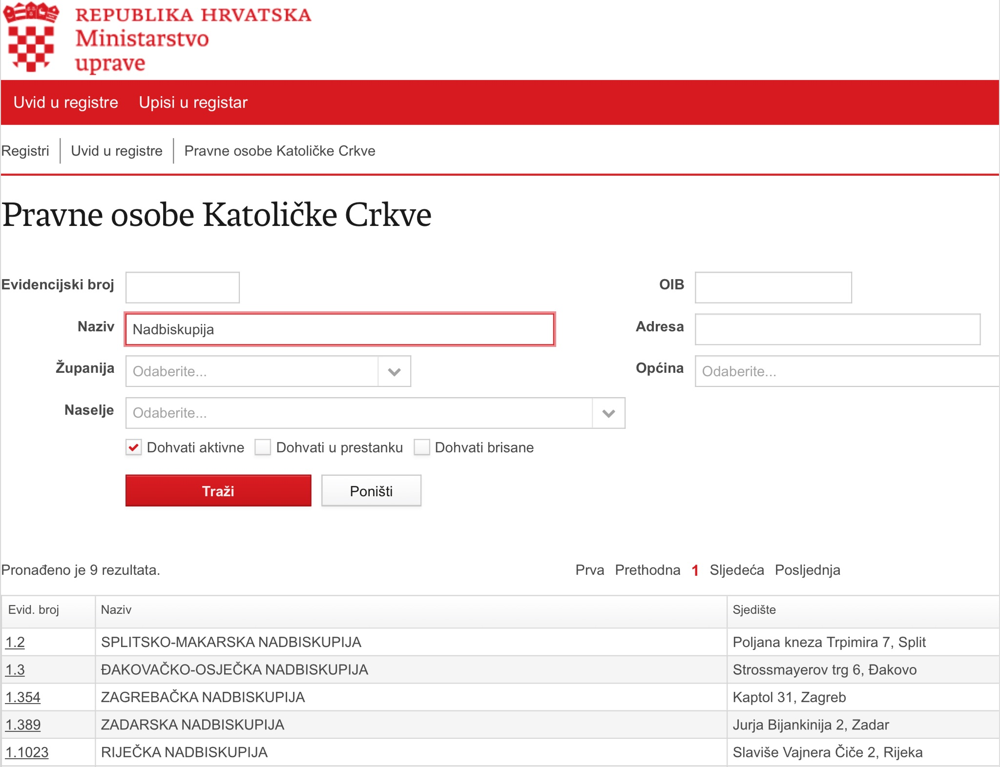 REPUBLIKA HRVATSKA
Ministarstvo
uprave
Uvid u registre Upisi u registar
Registri Uvid u registre Pravne osobe Katoličke Crkve
Pravne osobe Katoličke Crkve
Evidencijski broj OIB
Naziv Nadbiskupija Adresa
Županija Odaberite... Općina Odaberite...
Naselje Odaberite...
Dohvati aktivne Dohvati u prestanku Dohvati brisane
Traži Poništi
Pronađeno je 9 rezultata. Prva Prethodna 1 Sljedeća Posljednja
Evid. broj Naziv Sjedište
1.2 SPLITSKO-MAKARSKA NADBISKUPIJA Poljana kneza Trpimira 7, Split
1.3 ĐAKOVAČKO-OSJEČKA NADBISKUPIJA Strossmayerov trg 6, Đakovo
1.354 ZAGREBAČKA NADBISKUPIJA Kaptol 31, Zagreb
1.389 ZADARSKA NADBISKUPIJA Jurja Bijankinija 2, Zadar
1.1023 RIJEČKA NADBISKUPIJA Slaviše Vajnera Čiče 2, Rijeka